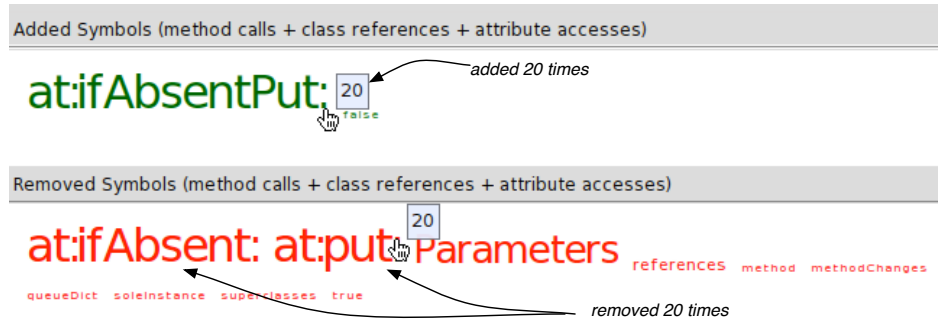 Added Symbols (method calls + class references + attribute accesses)
added 20 times
at:ifAbsentPut: 20
false
Removed Symbols (method calls + class references + attribute accesses)
20
at:ifAbsent: at:put: Parameters references method methodChanges
queueDict soleInstance superclasses true
removed 20 times